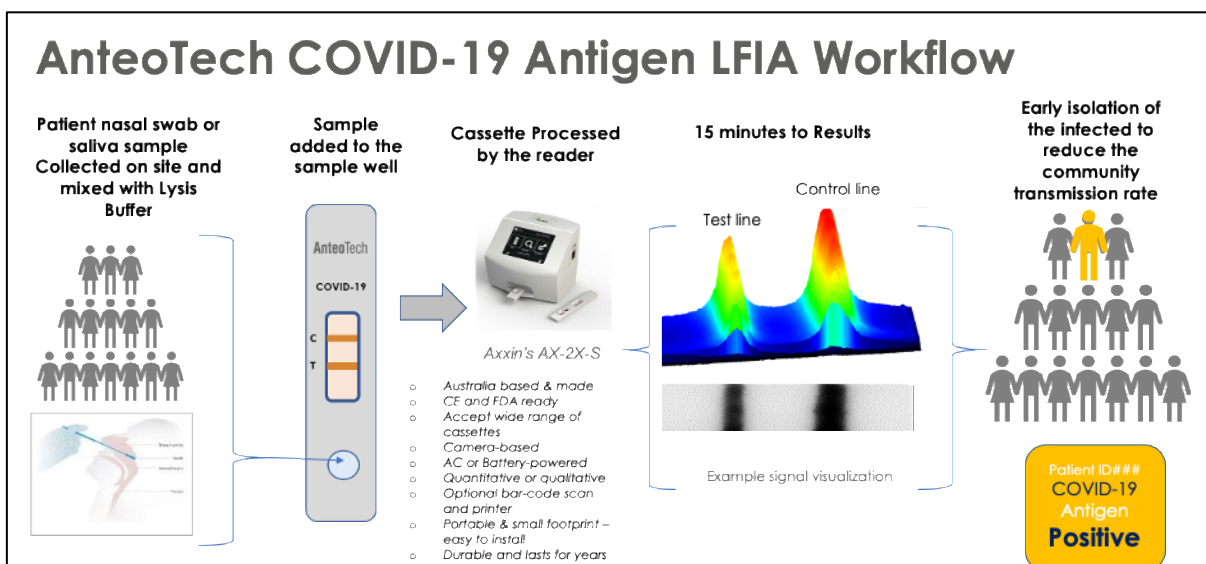 AnteoTech COVID-19 Antigen LFIA Workflow
Patient nasal swab or
saliva sample
Collected on site and
mixed with Lysis
Buffer
Sample
added to the
sample well
AnteoTech
COVID-19
C
T
Cassette Processed
by the reader
Axxin's AX-2X-S
o Australia based & made
o CE and FDA ready
o Accept wide range of
cassettes
o Camera-based
o AC or Battery-powered
o Quantitative or qualitative
o Optional bar-code scan
and printer
o Portable & small footprint –
easy to install
o Durable and lasts for years
15 minutes to Results
Control line
Test line
Example signal visualization
Early isolation of
the infected to
reduce the
community
transmission rate
Patient ID###
COVID-19
Antigen
Positive